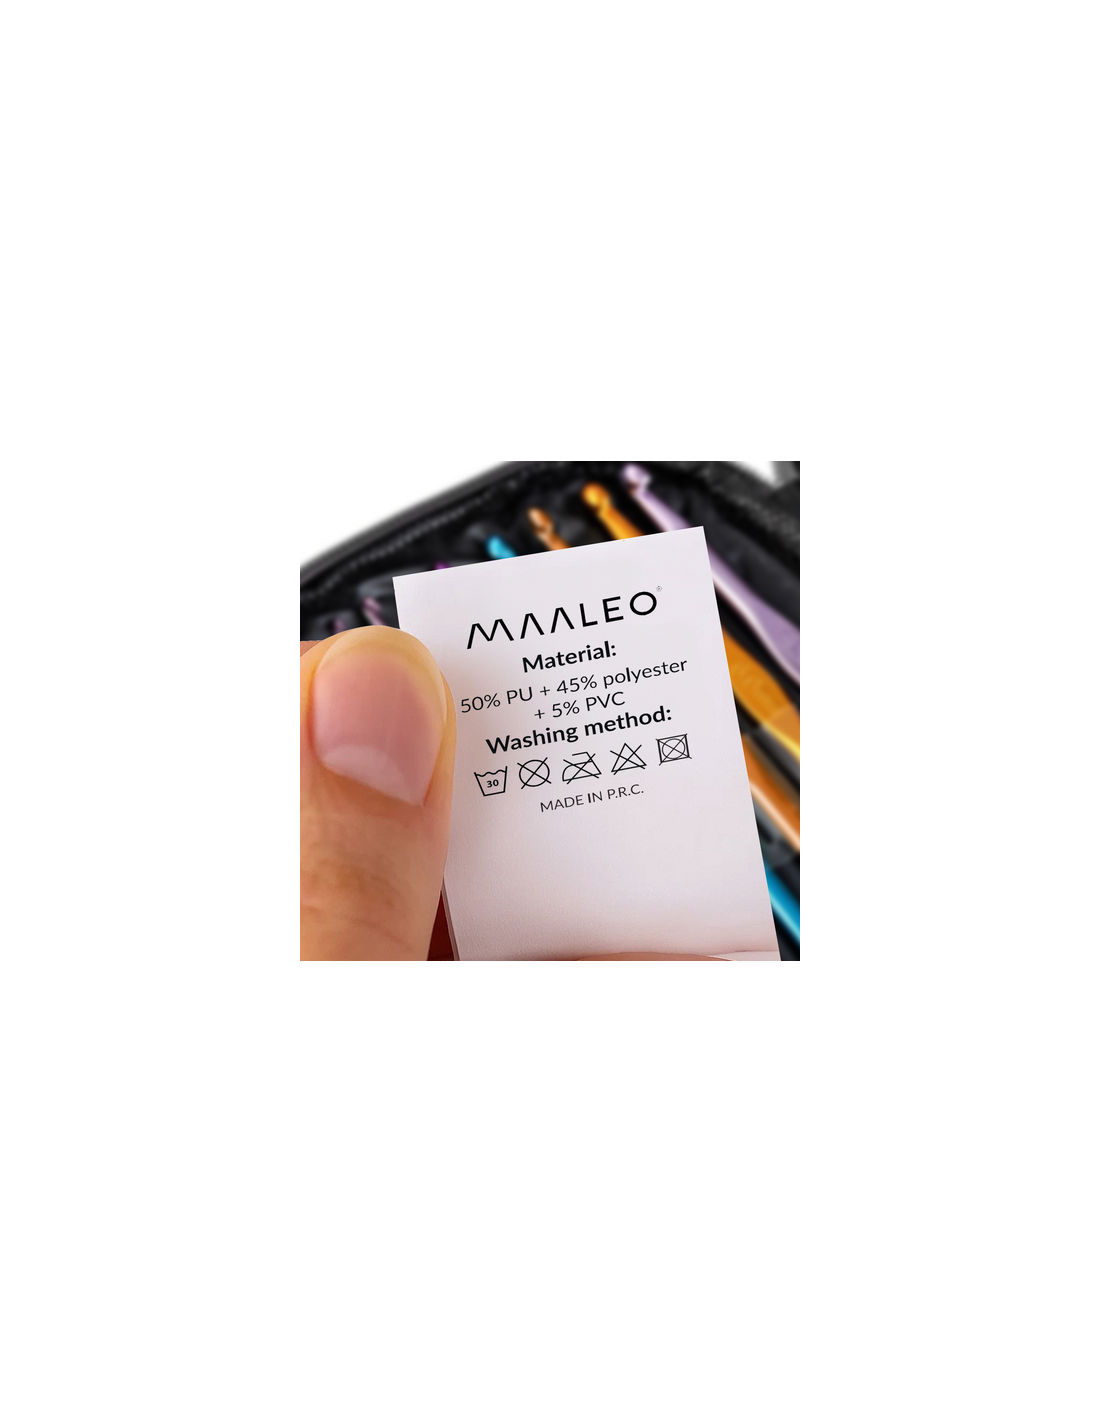 MAALEO®
Material:
50% PU + 45% polyester
+ 5% PVC
Washing method:
30
MADE IN P.R.C.